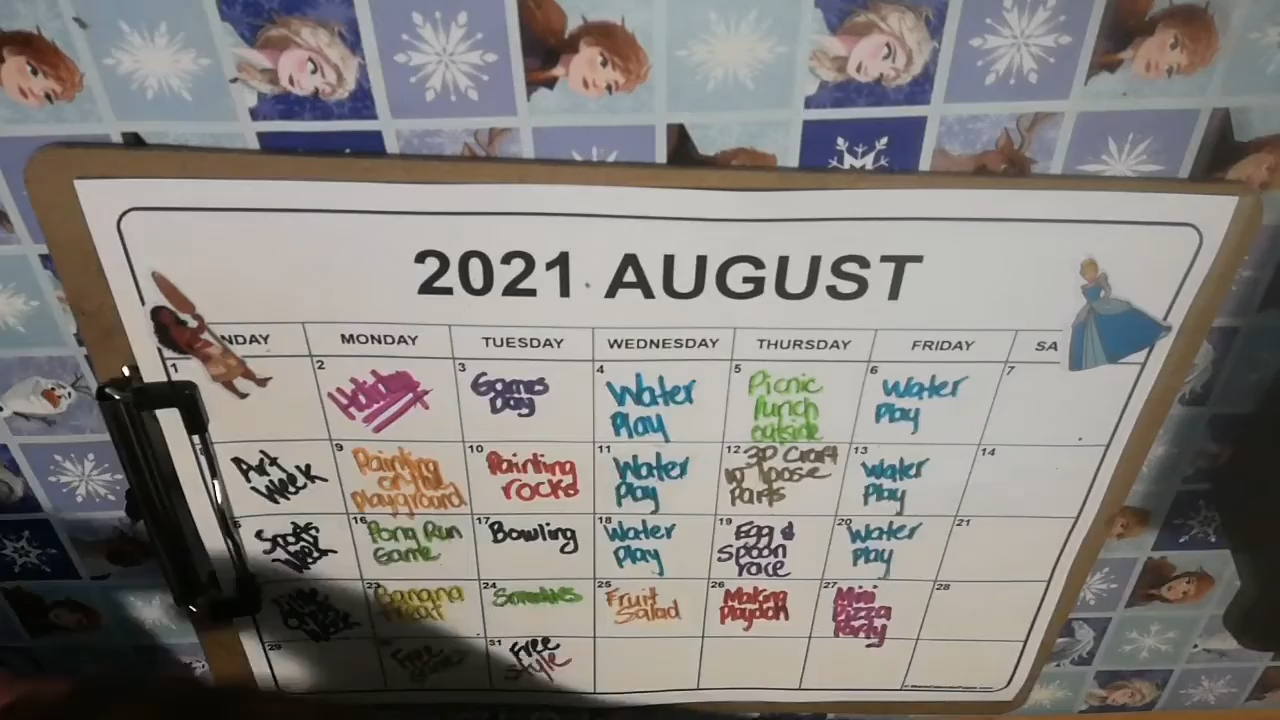 2021 AUGUST
NDAY MONDAY TUESDAY WEDNESDAY THURSDAY FRIDAY SA
1 2 3 4 5 6 7
Holiday
Games
Day
Water
Play
Picnic
lunch
outside
Water
Play
9 10 11 12 13 14
Art
Week
Painting
on the
playground
Painting
rocks
Water
Play
3D Craft
w loose
Parts
Water
Play
16 17 18 19 20 21
Sports
Week
Pong Run
Game
Bowling
Water
Play
Egg &
Spoon
race
Water
Play
23 24 25 26 27 28
Week
Banana
Treat
Smoothies
Fruit
Salad
Making
Playdoh
Mini
Pizza
Party
29 31
Free
Free
Style